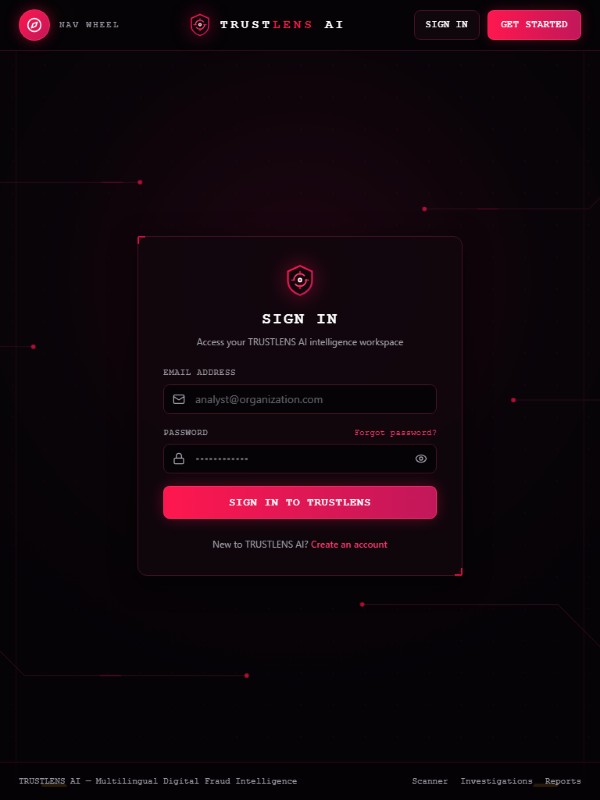 NAV WHEEL
TRUSTLENS AI
SIGN IN
GET STARTED
SIGN IN
Access your TRUSTLENS AI intelligence workspace
EMAIL ADDRESS
analyst@organization.com
PASSWORD
Forgot password?
SIGN IN TO TRUSTLENS
New to TRUSTLENS AI? Create an account
TRUSTLENS AI — Multilingual Digital Fraud Intelligence
Scanner Investigations Reports